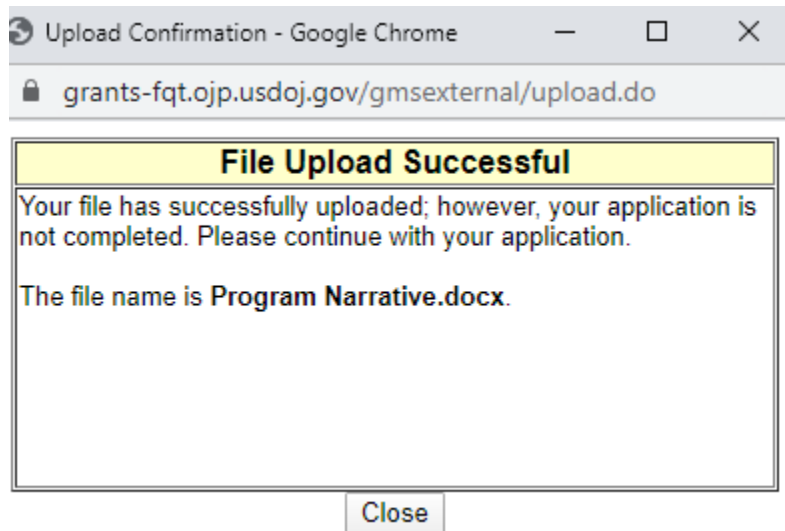 Upload Confirmation - Google Chrome
grants-fqt.ojp.usdoj.gov/gmsexternal/upload.do
File Upload Successful
Your file has successfully uploaded; however, your application is
not completed. Please continue with your application.
The file name is Program Narrative.docx.
Close